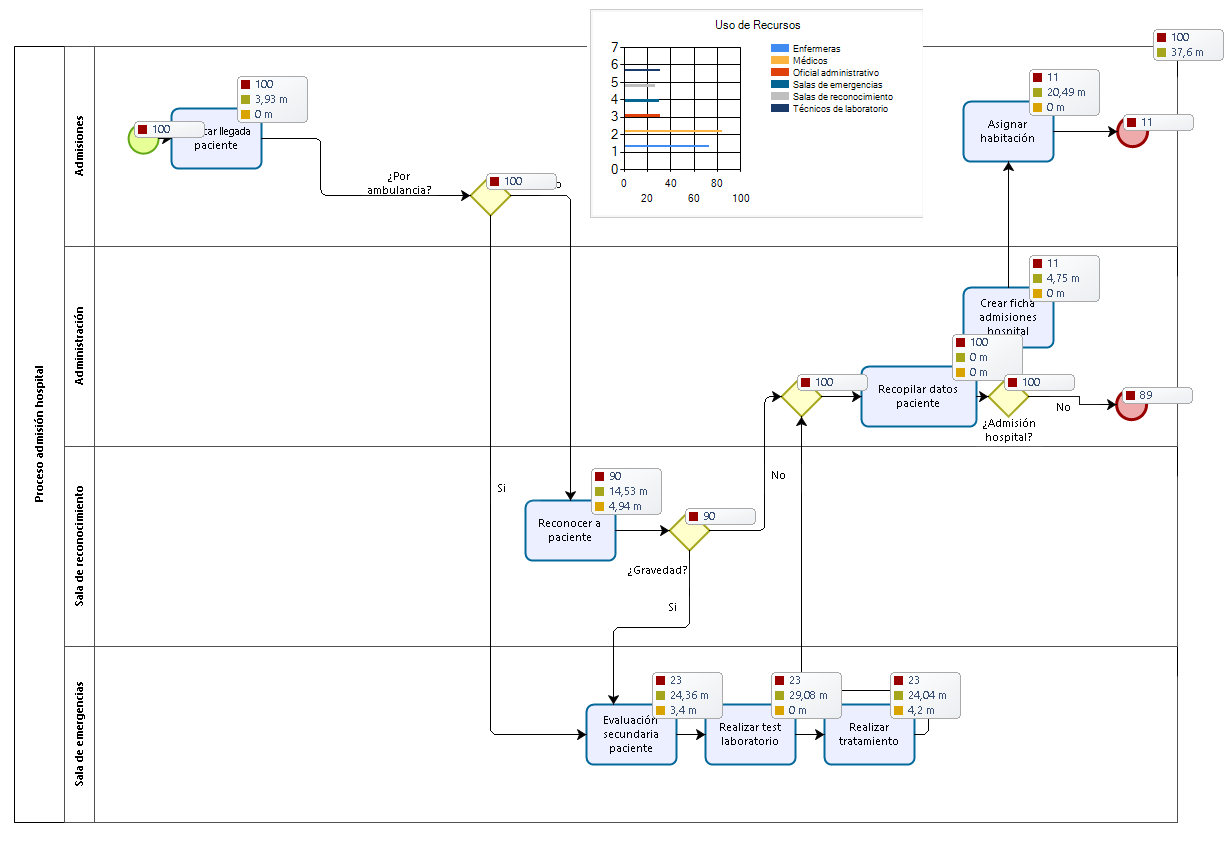 Uso de Recursos
7
6
5
4
3
2
1
0
0
40
80
20
60
100
Enfermeras
Médicos
Oficial administrativo
Salas de emergencias
Salas de reconocimiento
Técnicos de laboratorio
100
37,6 m
Proceso admisión hospital
Admisiones
100
100
3,93 m
0 m
car llegada
paciente
¿Por
ambulancia?
100
o
11
20,49 m
0 m
Asignar
habitación
11
Administración
11
4,75 m
0 m
Crear ficha
admisiones
hospital
100
0 m
0 m
100
Recopilar datos
paciente
100
¿Admisión
hospital?
No
89
Sala de reconocimiento
Si
90
14,53 m
4,94 m
Reconocer a
paciente
90
¿Gravedad?
No
Si
Sala de emergencias
23
24,36 m
3,4 m
Evaluación
secundaria
paciente
23
29,08 m
0 m
Realizar test
laboratorio
23
24,04 m
4,2 m
Realizar
tratamiento